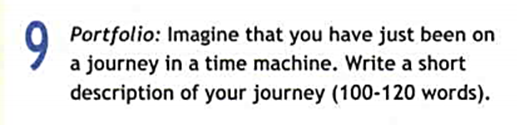 9 Portfolio: Imagine that you have just been on
a journey in a time machine. Write a short
description of your journey (100-120 words).